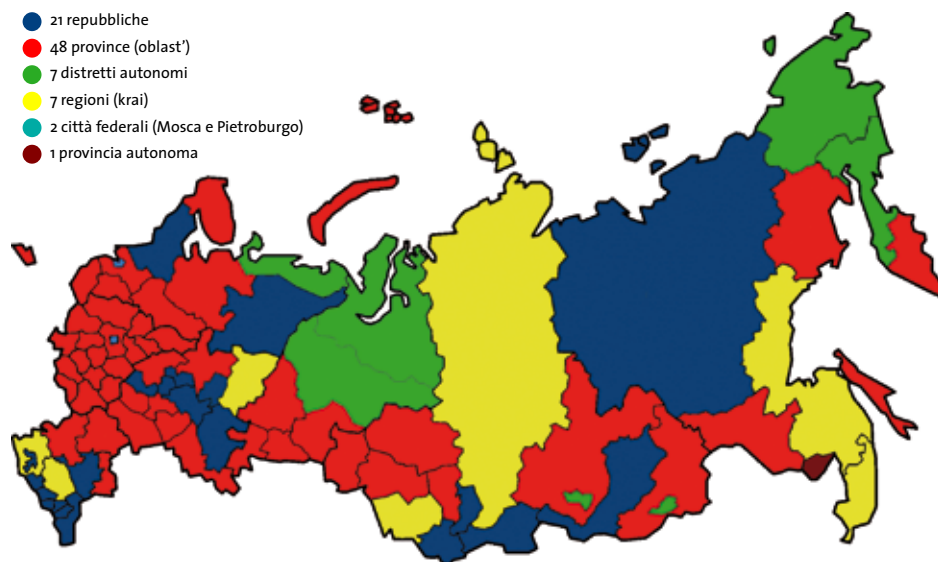 21 repubbliche
48 province (oblast’)
7 distretti autonomi
7 regioni (krai)
2 città federali (Mosca e Pietroburgo)
1 provincia autonoma